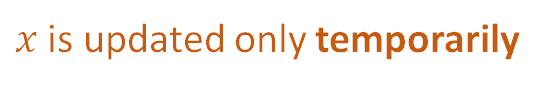 𝑥 is updated only temporarily